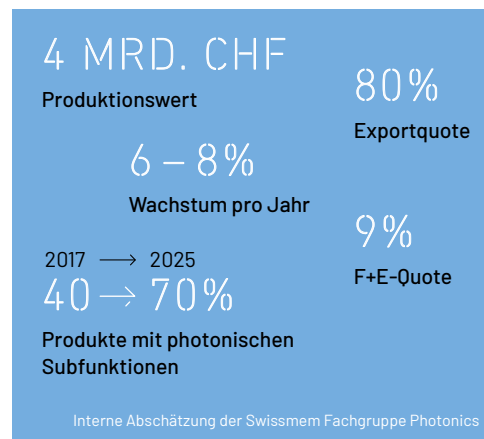 4 MRD. CHF
Produktionswert
80%
Exportquote
6 – 8%
Wachstum pro Jahr
9%
F+E-Quote
2017 → 2025
40 → 70%
Produkte mit photonischen
Subfunktionen
Interne Abschätzung der Swissmem Fachgruppe Photonics